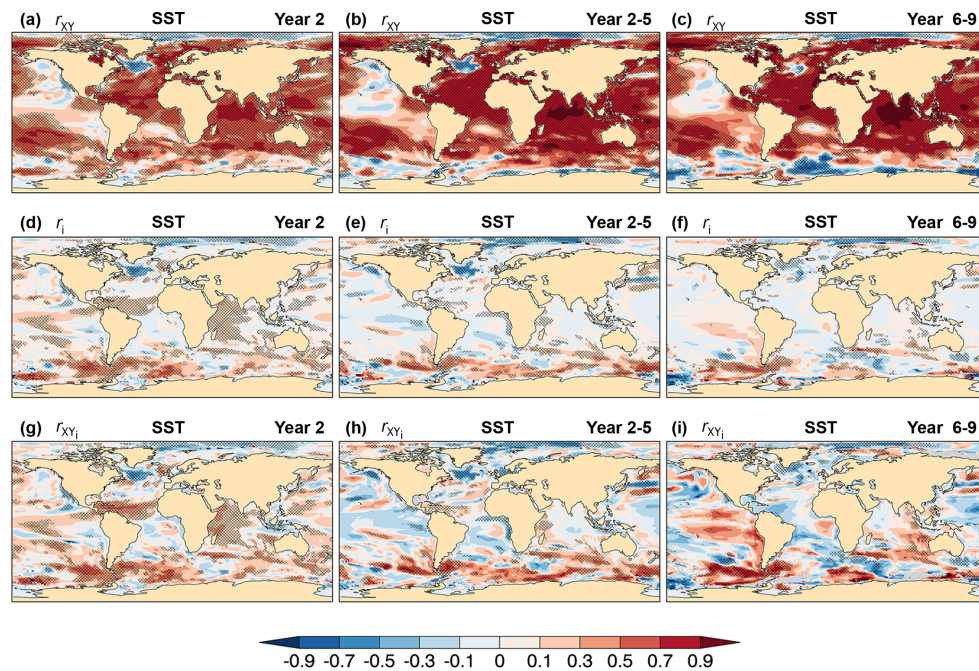 (a) rXY SST Year 2
(b) rXY SST Year 2-5
(c) rXY SST Year 6-9
(d) ri SST Year 2
(e) ri SST Year 2-5
(f) ri SST Year 6-9
(g) rXYi SST Year 2
(h) rXYi SST Year 2-5
(i) rXYi SST Year 6-9
-0.9 -0.7 -0.5 -0.3 -0.1 0 0.1 0.3 0.5 0.7 0.9